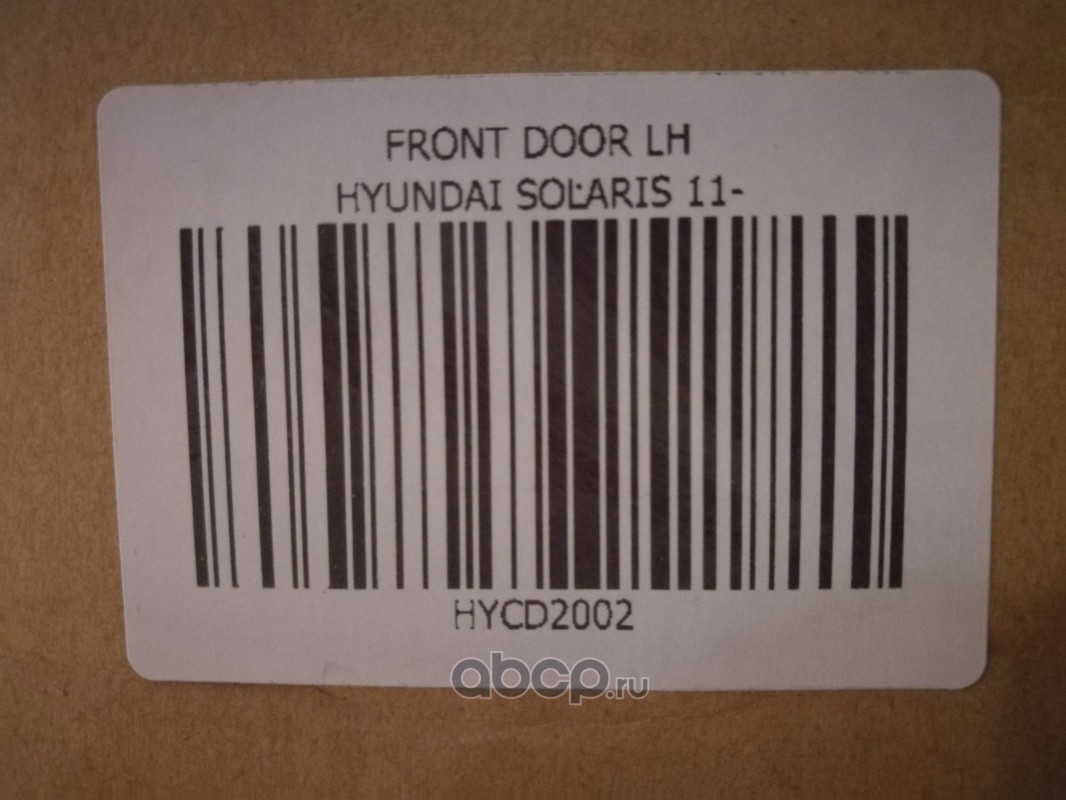 FRONT DOOR LH
HYUNDAI SOLARIS 11-
HYCD2002
abcp.ru